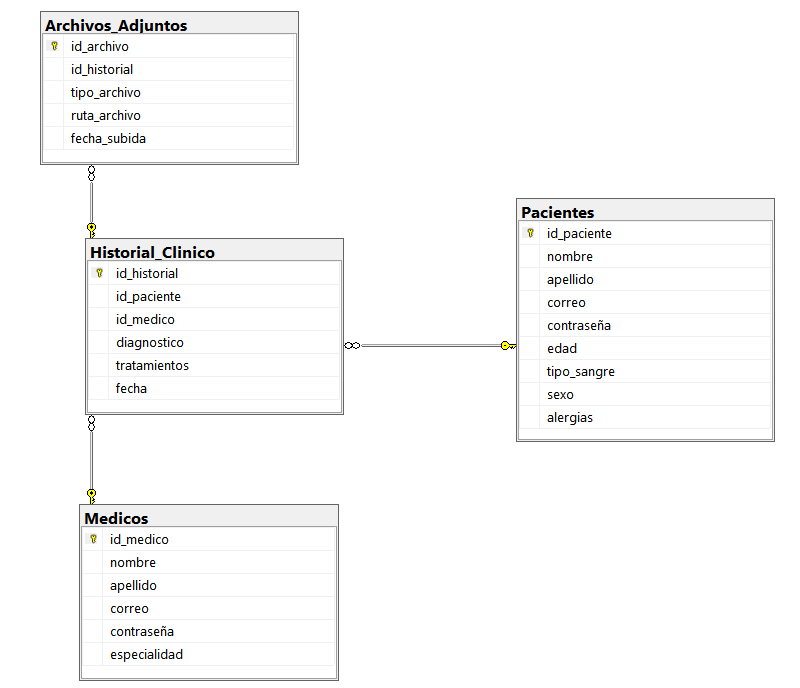 Archivos_Adjuntos
id_archivo
id_historial
tipo_archivo
ruta_archivo
fecha_subida
Historial_Clinico
id_historial
id_paciente
id_medico
diagnostico
tratamientos
fecha
Pacientes
id_paciente
nombre
apellido
correo
contraseña
edad
tipo_sangre
sexo
alergias
Medicos
id_medico
nombre
apellido
correo
contraseña
especialidad